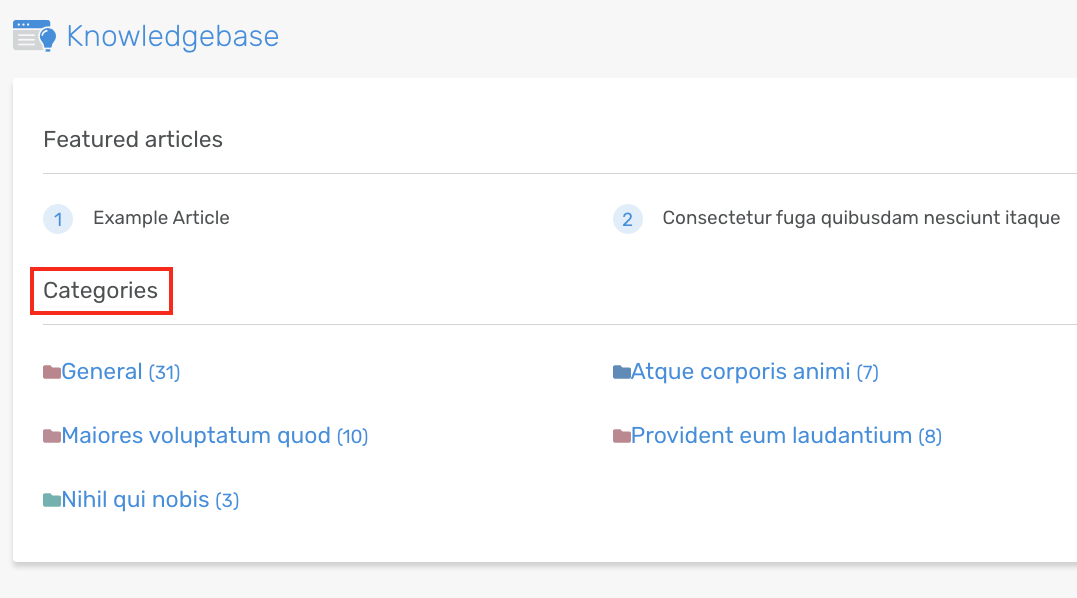 Knowledgebase
Featured articles
1 Example Article
2 Consectetur fuga quibusdam nesciunt itaque
Categories
General (31)
Atque corporis animi (7)
Maiores voluptatum quod (10)
Provident eum laudantium (8)
Nihil qui nobis (3)